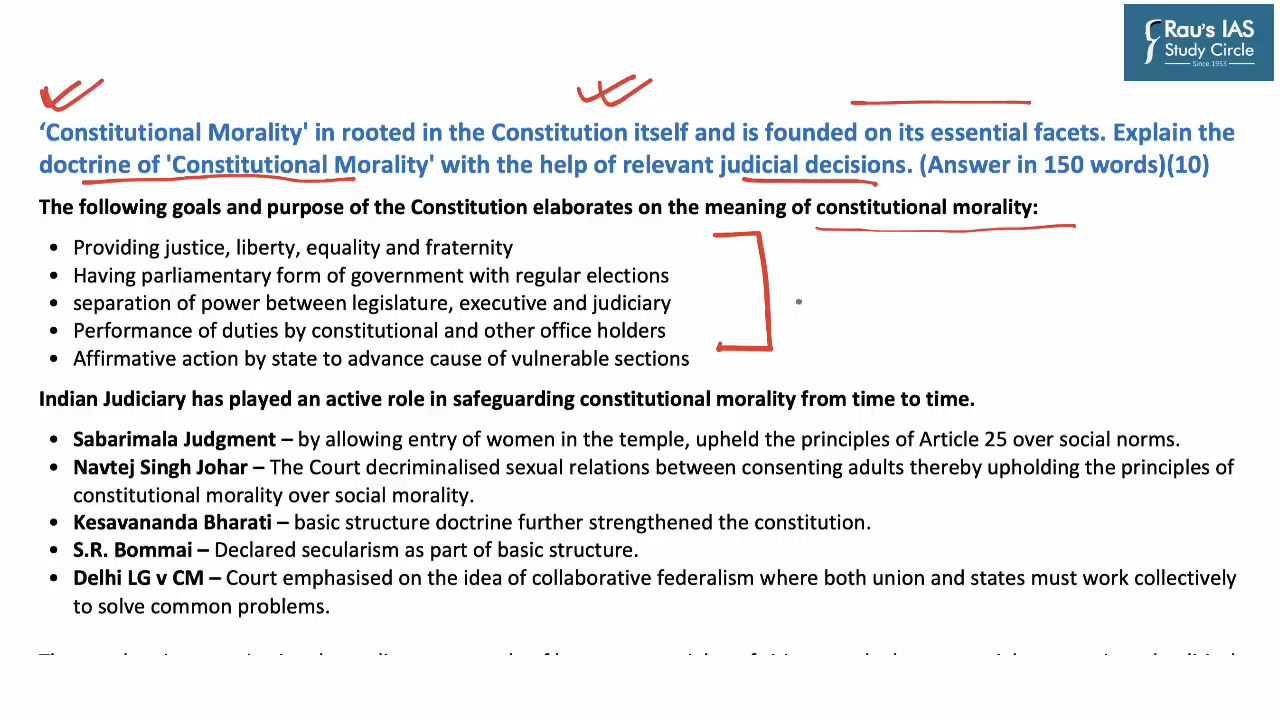 Rau's IAS
Study Circle
Since 1953
‘Constitutional Morality' in rooted in the Constitution itself and is founded on its essential facets. Explain the
doctrine of 'Constitutional Morality' with the help of relevant judicial decisions. (Answer in 150 words)(10)
The following goals and purpose of the Constitution elaborates on the meaning of constitutional morality:
• Providing justice, liberty, equality and fraternity
• Having parliamentary form of government with regular elections
• separation of power between legislature, executive and judiciary
• Performance of duties by constitutional and other office holders
• Affirmative action by state to advance cause of vulnerable sections
Indian Judiciary has played an active role in safeguarding constitutional morality from time to time.
• Sabarimala Judgment – by allowing entry of women in the temple, upheld the principles of Article 25 over social norms.
• Navtej Singh Johar – The Court decriminalised sexual relations between consenting adults thereby upholding the principles of
constitutional morality over social morality.
• Kesavananda Bharati – basic structure doctrine further strengthened the constitution.
• S.R. Bommai – Declared secularism as part of basic structure.
• Delhi LG v CM – Court emphasised on the idea of collaborative federalism where both union and states must work collectively
to solve common problems.